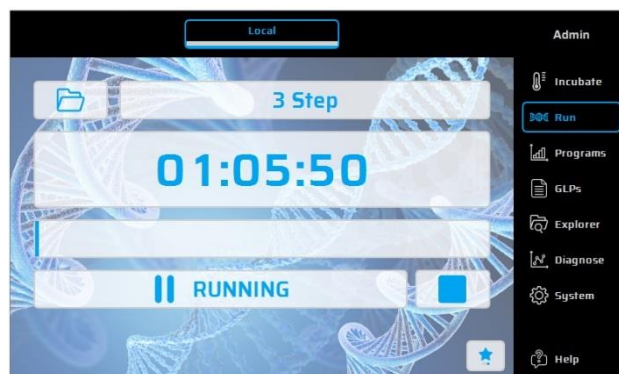 Local
Admin
3 Step
01:05:50
RUNNING
Incubate
Run
Programs
GLPs
Explorer
Diagnose
System
Help